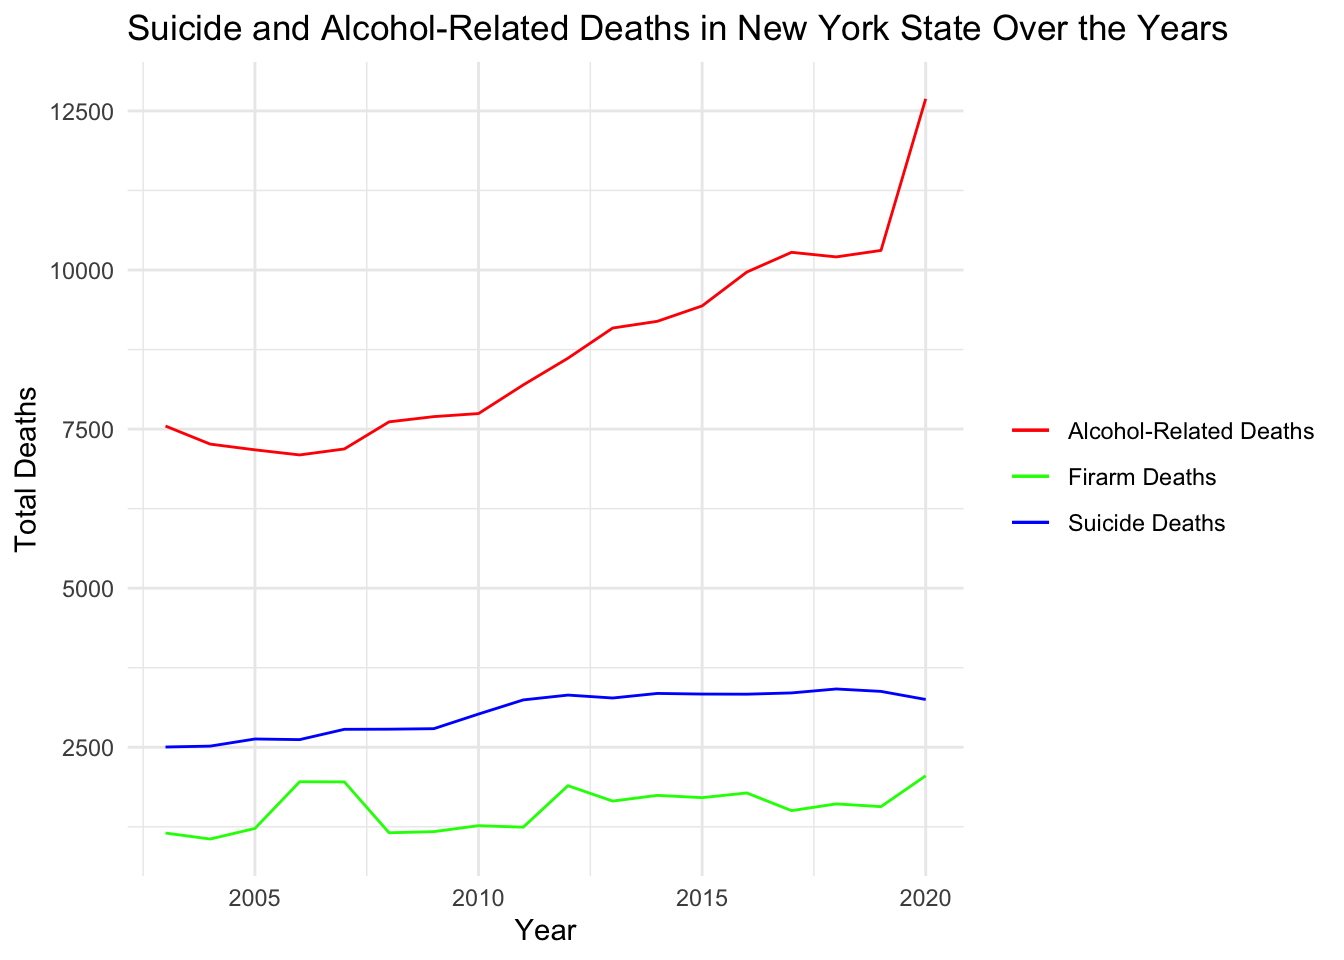 Suicide and Alcohol-Related Deaths in New York State Over the Years
12500
10000
7500
5000
2500
Total Deaths
2005
2010
2015
2020
Year
Alcohol-Related Deaths
Firarm Deaths
Suicide Deaths